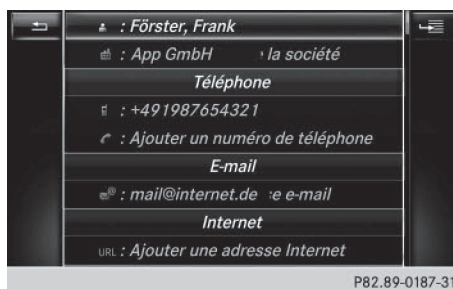 : Förster, Frank
: App GmbH la société
Téléphone
: +491987654321
: Ajouter un numéro de téléphone
E-mail
@ : mail@internet.de :e e-mail
Internet
URL : Ajouter une adresse Internet
P82.89-0187-31